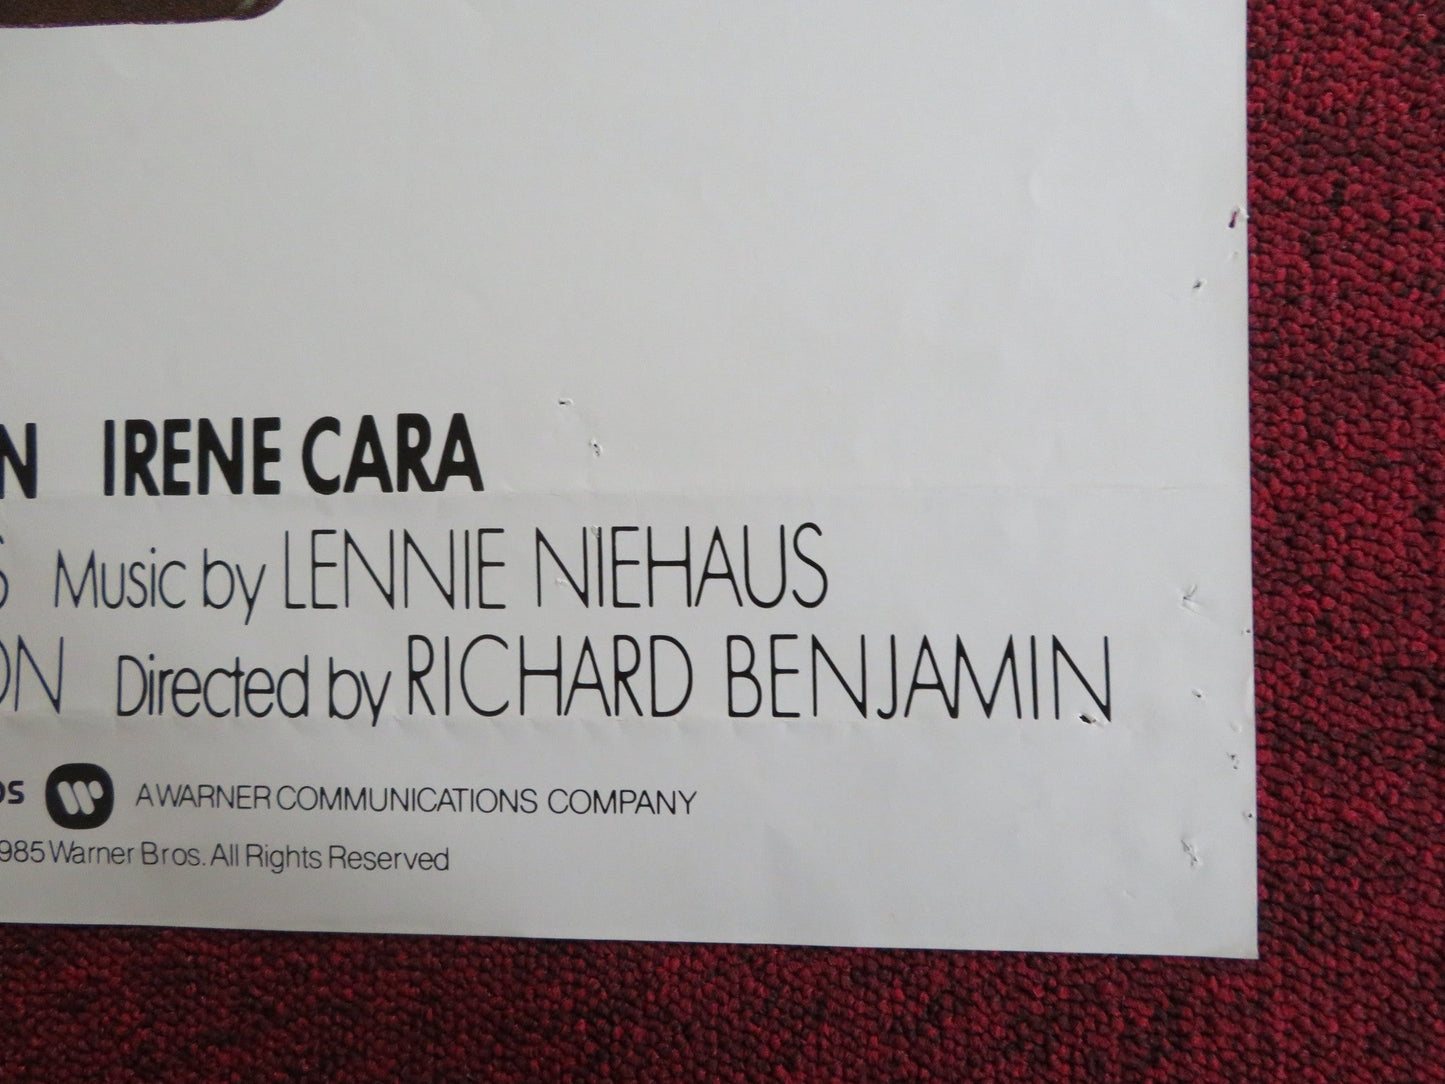 N IRENE CARA
S Music by LENNIE NIEHAUS
ON Directed by RICHARD BENJAMIN
os A WARNER COMMUNICATIONS COMPANY
985 Warner Bros. All Rights Reserved